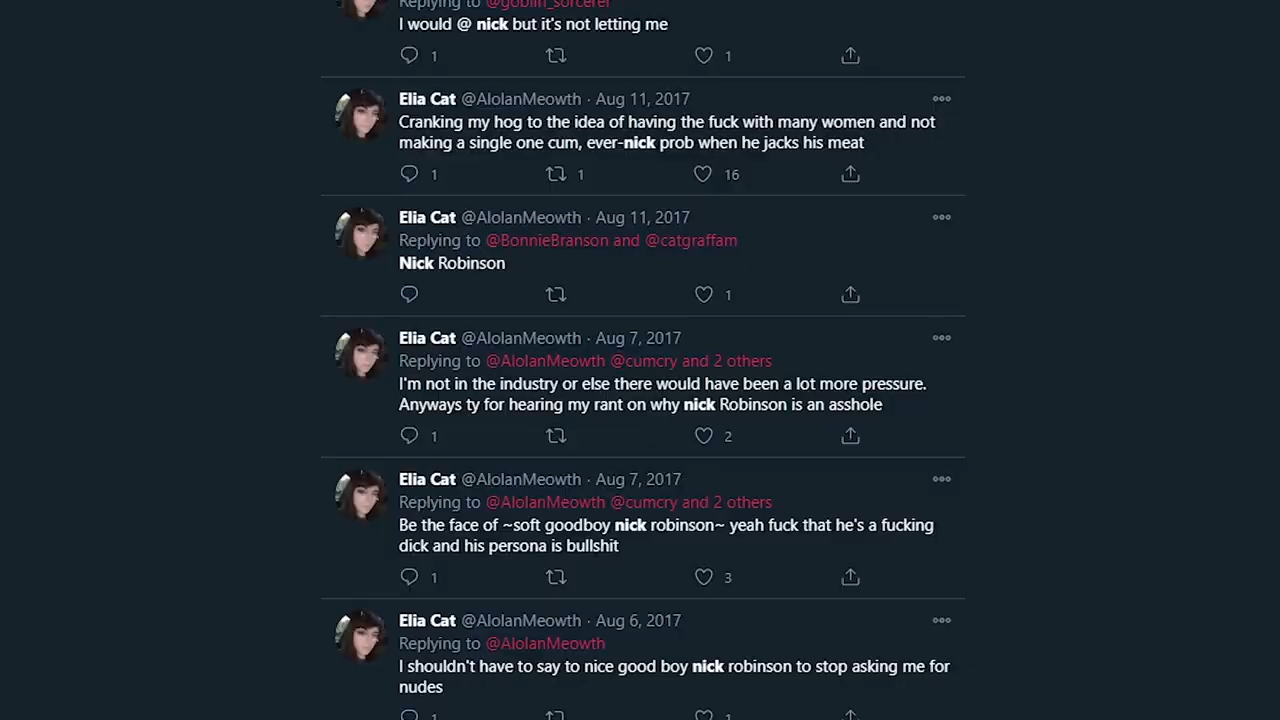 Replying to @goblin_sorcerer
I would @ nick but it's not letting me
1 1
Elia Cat @AlolanMeowth · Aug 11, 2017
Cranking my hog to the idea of having the fuck with many women and not
making a single one cum, ever-nick prob when he jacks his meat
1 1 16
Elia Cat @AlolanMeowth · Aug 11, 2017
Replying to @BonnieBranson and @catgraffam
Nick Robinson
1
Elia Cat @AlolanMeowth · Aug 7, 2017
Replying to @AlolanMeowth @cumcry and 2 others
I'm not in the industry or else there would have been a lot more pressure.
Anyways ty for hearing my rant on why nick Robinson is an asshole
1 2
Elia Cat @AlolanMeowth · Aug 7, 2017
Replying to @AlolanMeowth @cumcry and 2 others
Be the face of ~soft goodboy nick robinson~ yeah fuck that he's a fucking
dick and his persona is bullshit
1 3
Elia Cat @AlolanMeowth · Aug 6, 2017
Replying to @AlolanMeowth
I shouldn't have to say to nice good boy nick robinson to stop asking me for
nudes
1 1